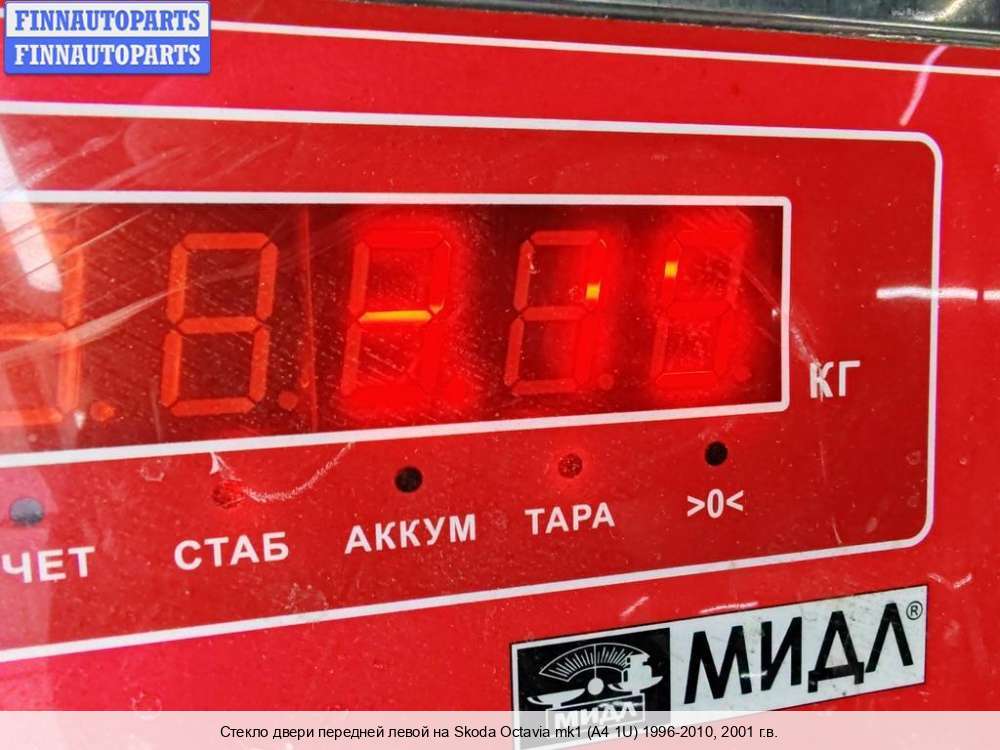 FINNAUTOPARTS
FINNAUTOPARTS
КГ
ЧЕТ СТАБ АККУМ ТАРА >0<
МИДЛ®
МИДЛ
Стекло двери передней левой на Skoda Octavia mk1 (A4 1U) 1996-2010, 2001 г.в.